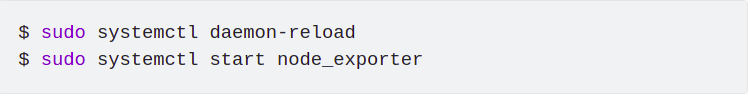 $ sudo systemctl daemon-reload
$ sudo systemctl start node_exporter